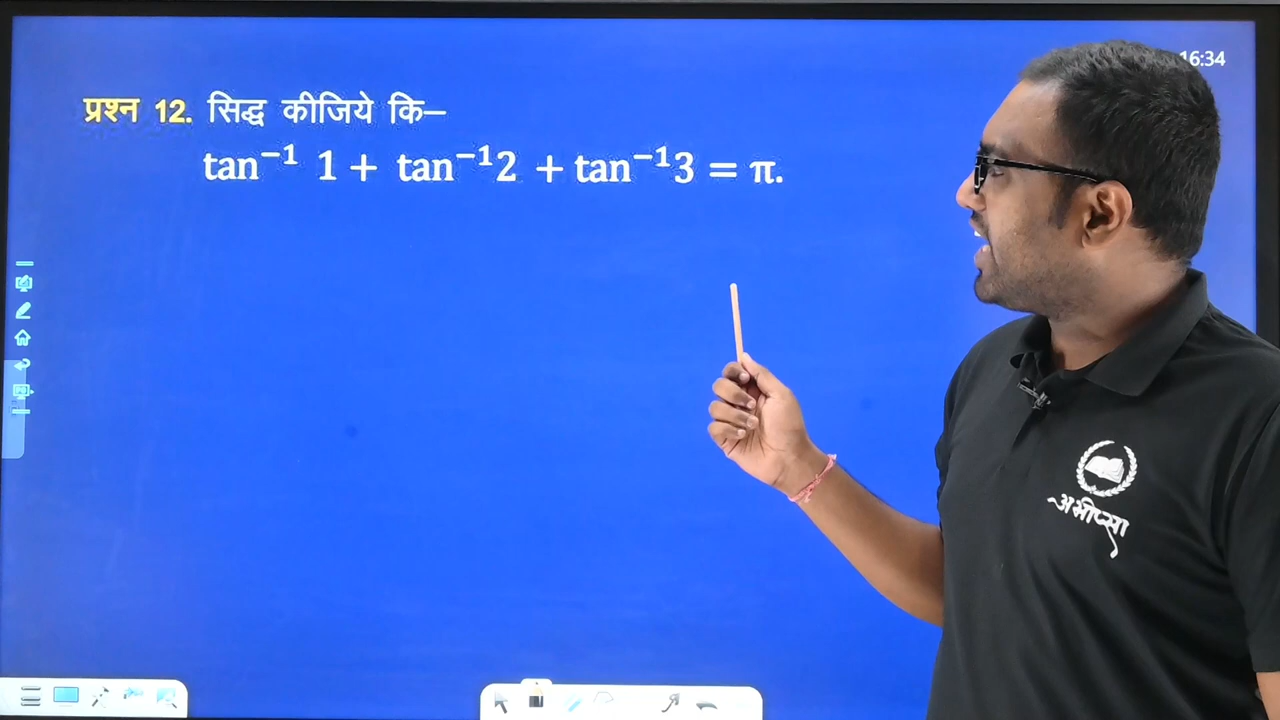 16:34
प्रश्न 12. सिद्ध कीजिये कि–
tan⁻¹ 1 + tan⁻¹2 + tan⁻¹3 = π.
अभीप्सा